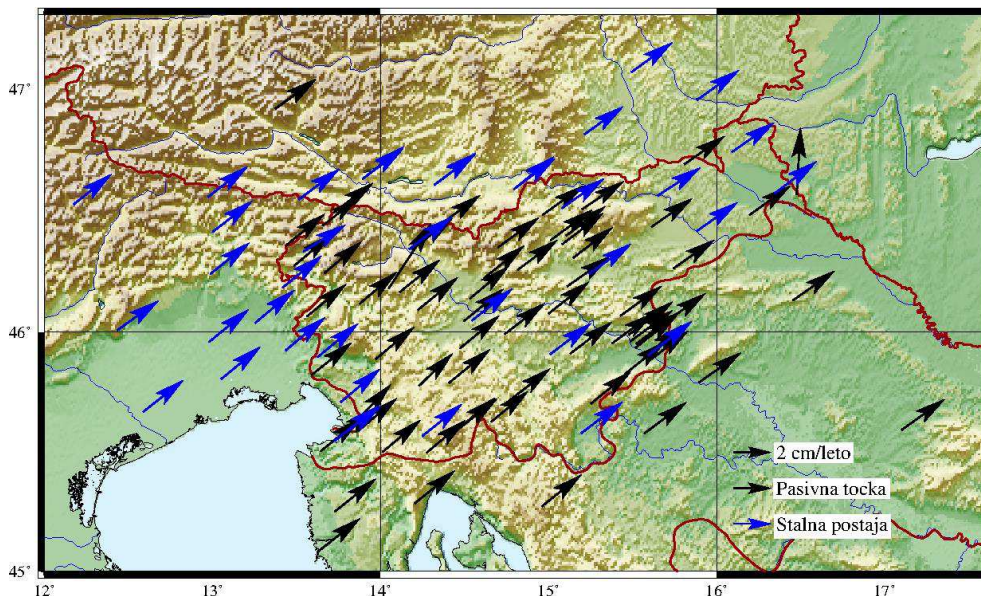 47˚
46˚
2 cm/leto
Pasivna tocka
Stalna postaja
45˚
12˚ 13˚ 14˚ 15˚ 16˚ 17˚